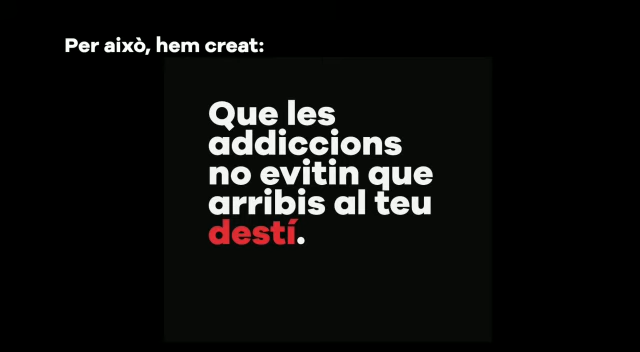 Per això, hem creat:
Que les
addiccions
no evitin que
arribis al teu
destí.